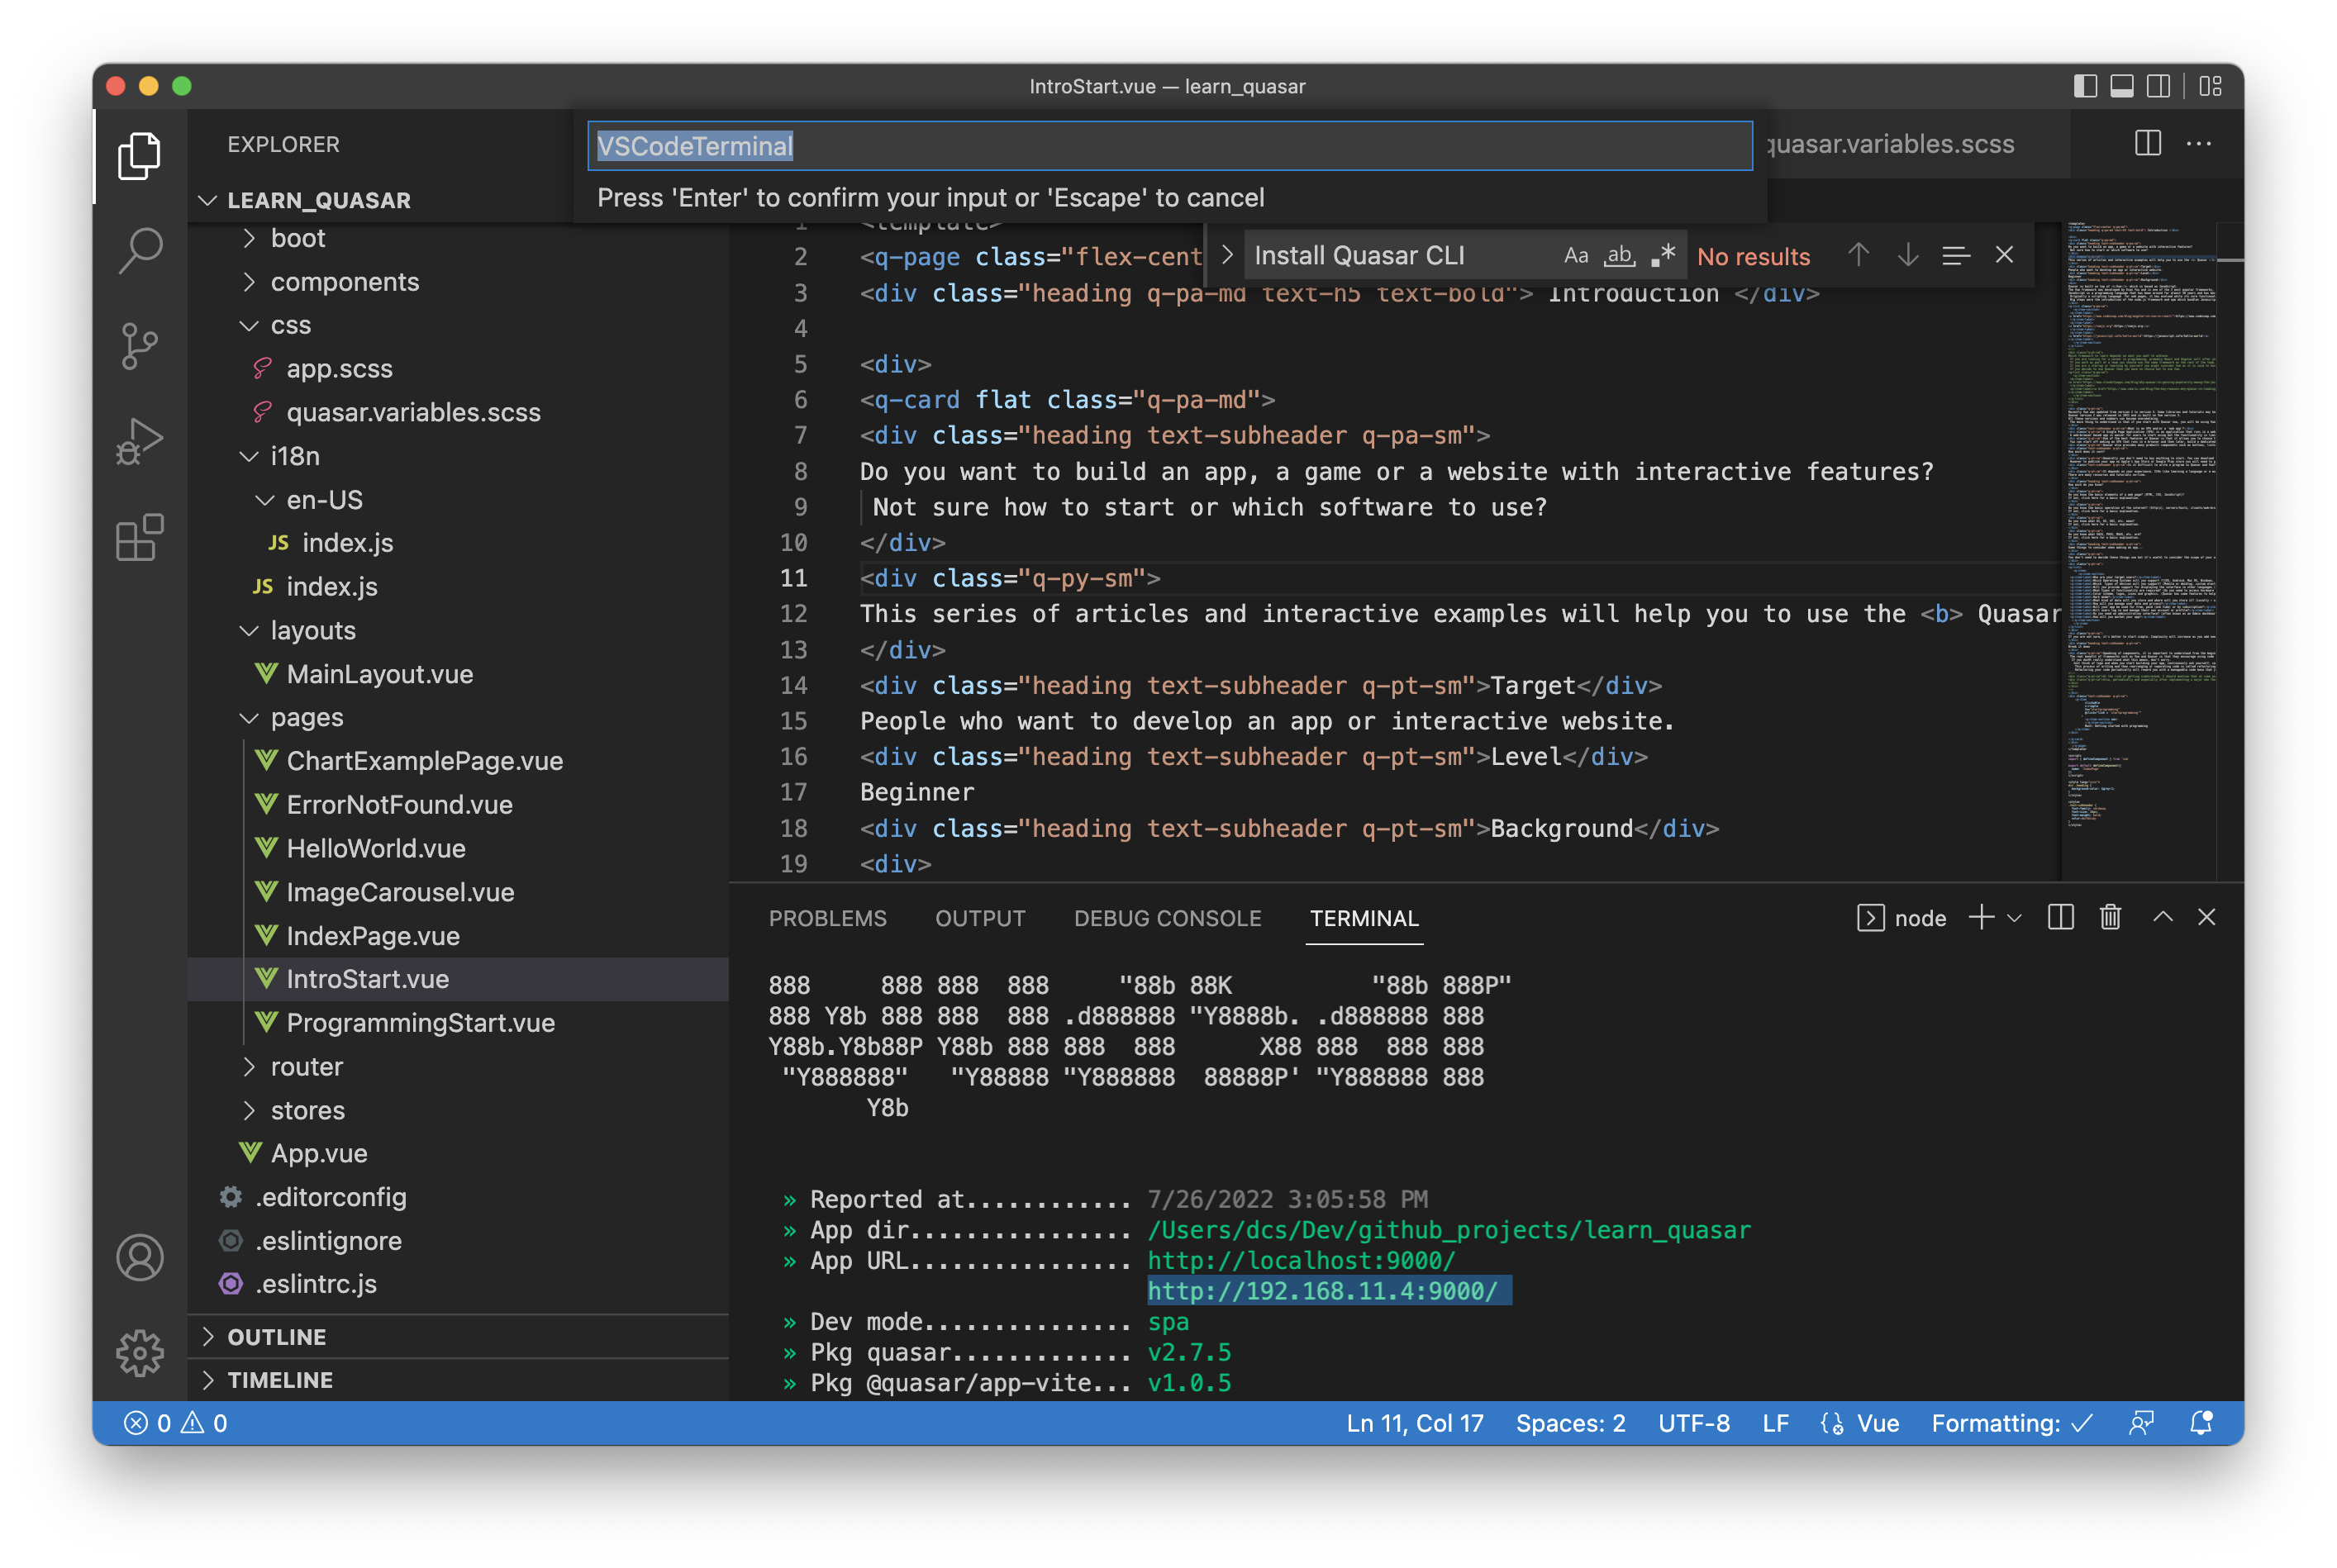 IntroStart.vue — learn_quasar
EXPLORER
VSCodeTerminal
quasar.variables.scss
Press 'Enter' to confirm your input or 'Escape' to cancel
LEARN_QUASAR
boot
components
css
app.scss
quasar.variables.scss
i18n
en-US
JS index.js
JS index.js
layouts
MainLayout.vue
pages
ChartExamplePage.vue
ErrorNotFound.vue
HelloWorld.vue
ImageCarousel.vue
IndexPage.vue
IntroStart.vue
ProgrammingStart.vue
router
stores
App.vue
.editorconfig
.eslintignore
.eslintrc.js
OUTLINE
TIMELINE
Install Quasar CLI Aa ab .* No results
1 <template>
2 <q-page class="flex-cent
3 <div class="heading q-pa-md text-h5 text-bold"> Introduction </div>
4
5 <div>
6 <q-card flat class="q-pa-md">
7 <div class="heading text-subheader q-pa-sm">
8 Do you want to build an app, a game or a website with interactive features?
9 Not sure how to start or which software to use?
10 </div>
11 <div class="q-py-sm">
12 This series of articles and interactive examples will help you to use the <b> Quasar
13 </div>
14 <div class="heading text-subheader q-pt-sm">Target</div>
15 People who want to develop an app or interactive website.
16 <div class="heading text-subheader q-pt-sm">Level</div>
17 Beginner
18 <div class="heading text-subheader q-pt-sm">Background</div>
19 <div>
PROBLEMS OUTPUT DEBUG CONSOLE TERMINAL node
888     888 888  888     "88b 88K          "88b 888P"
888 Y8b 888 888  888 .d888888 "Y8888b. .d888888 888
Y88b.Y8b88P Y88b 888 888  888      X88 888  888 888
"Y888888"   "Y88888 "Y888888  88888P' "Y888888 888
Y8b
» Reported at............ 7/26/2022 3:05:58 PM
» App dir................ /Users/dcs/Dev/github_projects/learn_quasar
» App URL................ http://localhost:9000/
http://192.168.11.4:9000/
» Dev mode............... spa
» Pkg quasar............. v2.7.5
» Pkg @quasar/app-vite... v1.0.5
0 0 Ln 11, Col 17 Spaces: 2 UTF-8 LF Vue Formatting: ✓